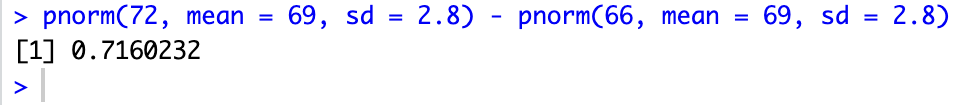 > pnorm(72, mean = 69, sd = 2.8) - pnorm(66, mean = 69, sd = 2.8)
[1] 0.7160232
>